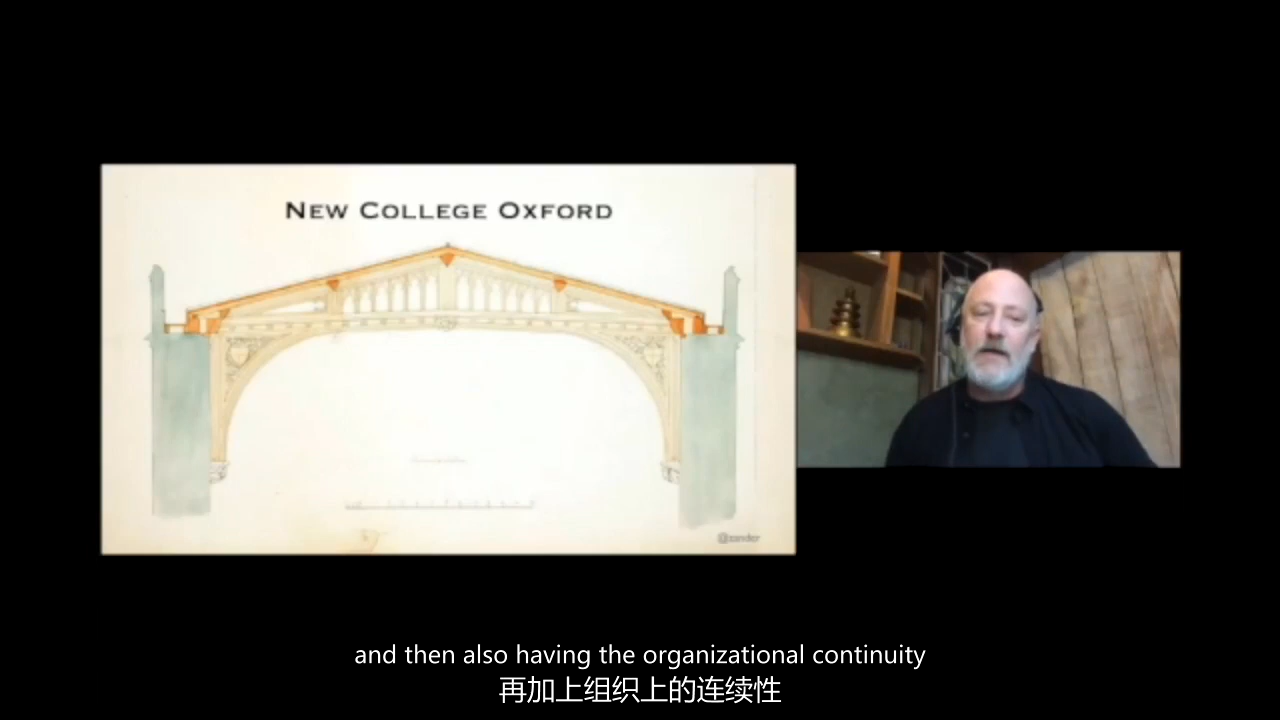 NEW COLLEGE OXFORD
@zander
and then also having the organizational continuity
再加上组织上的连续性